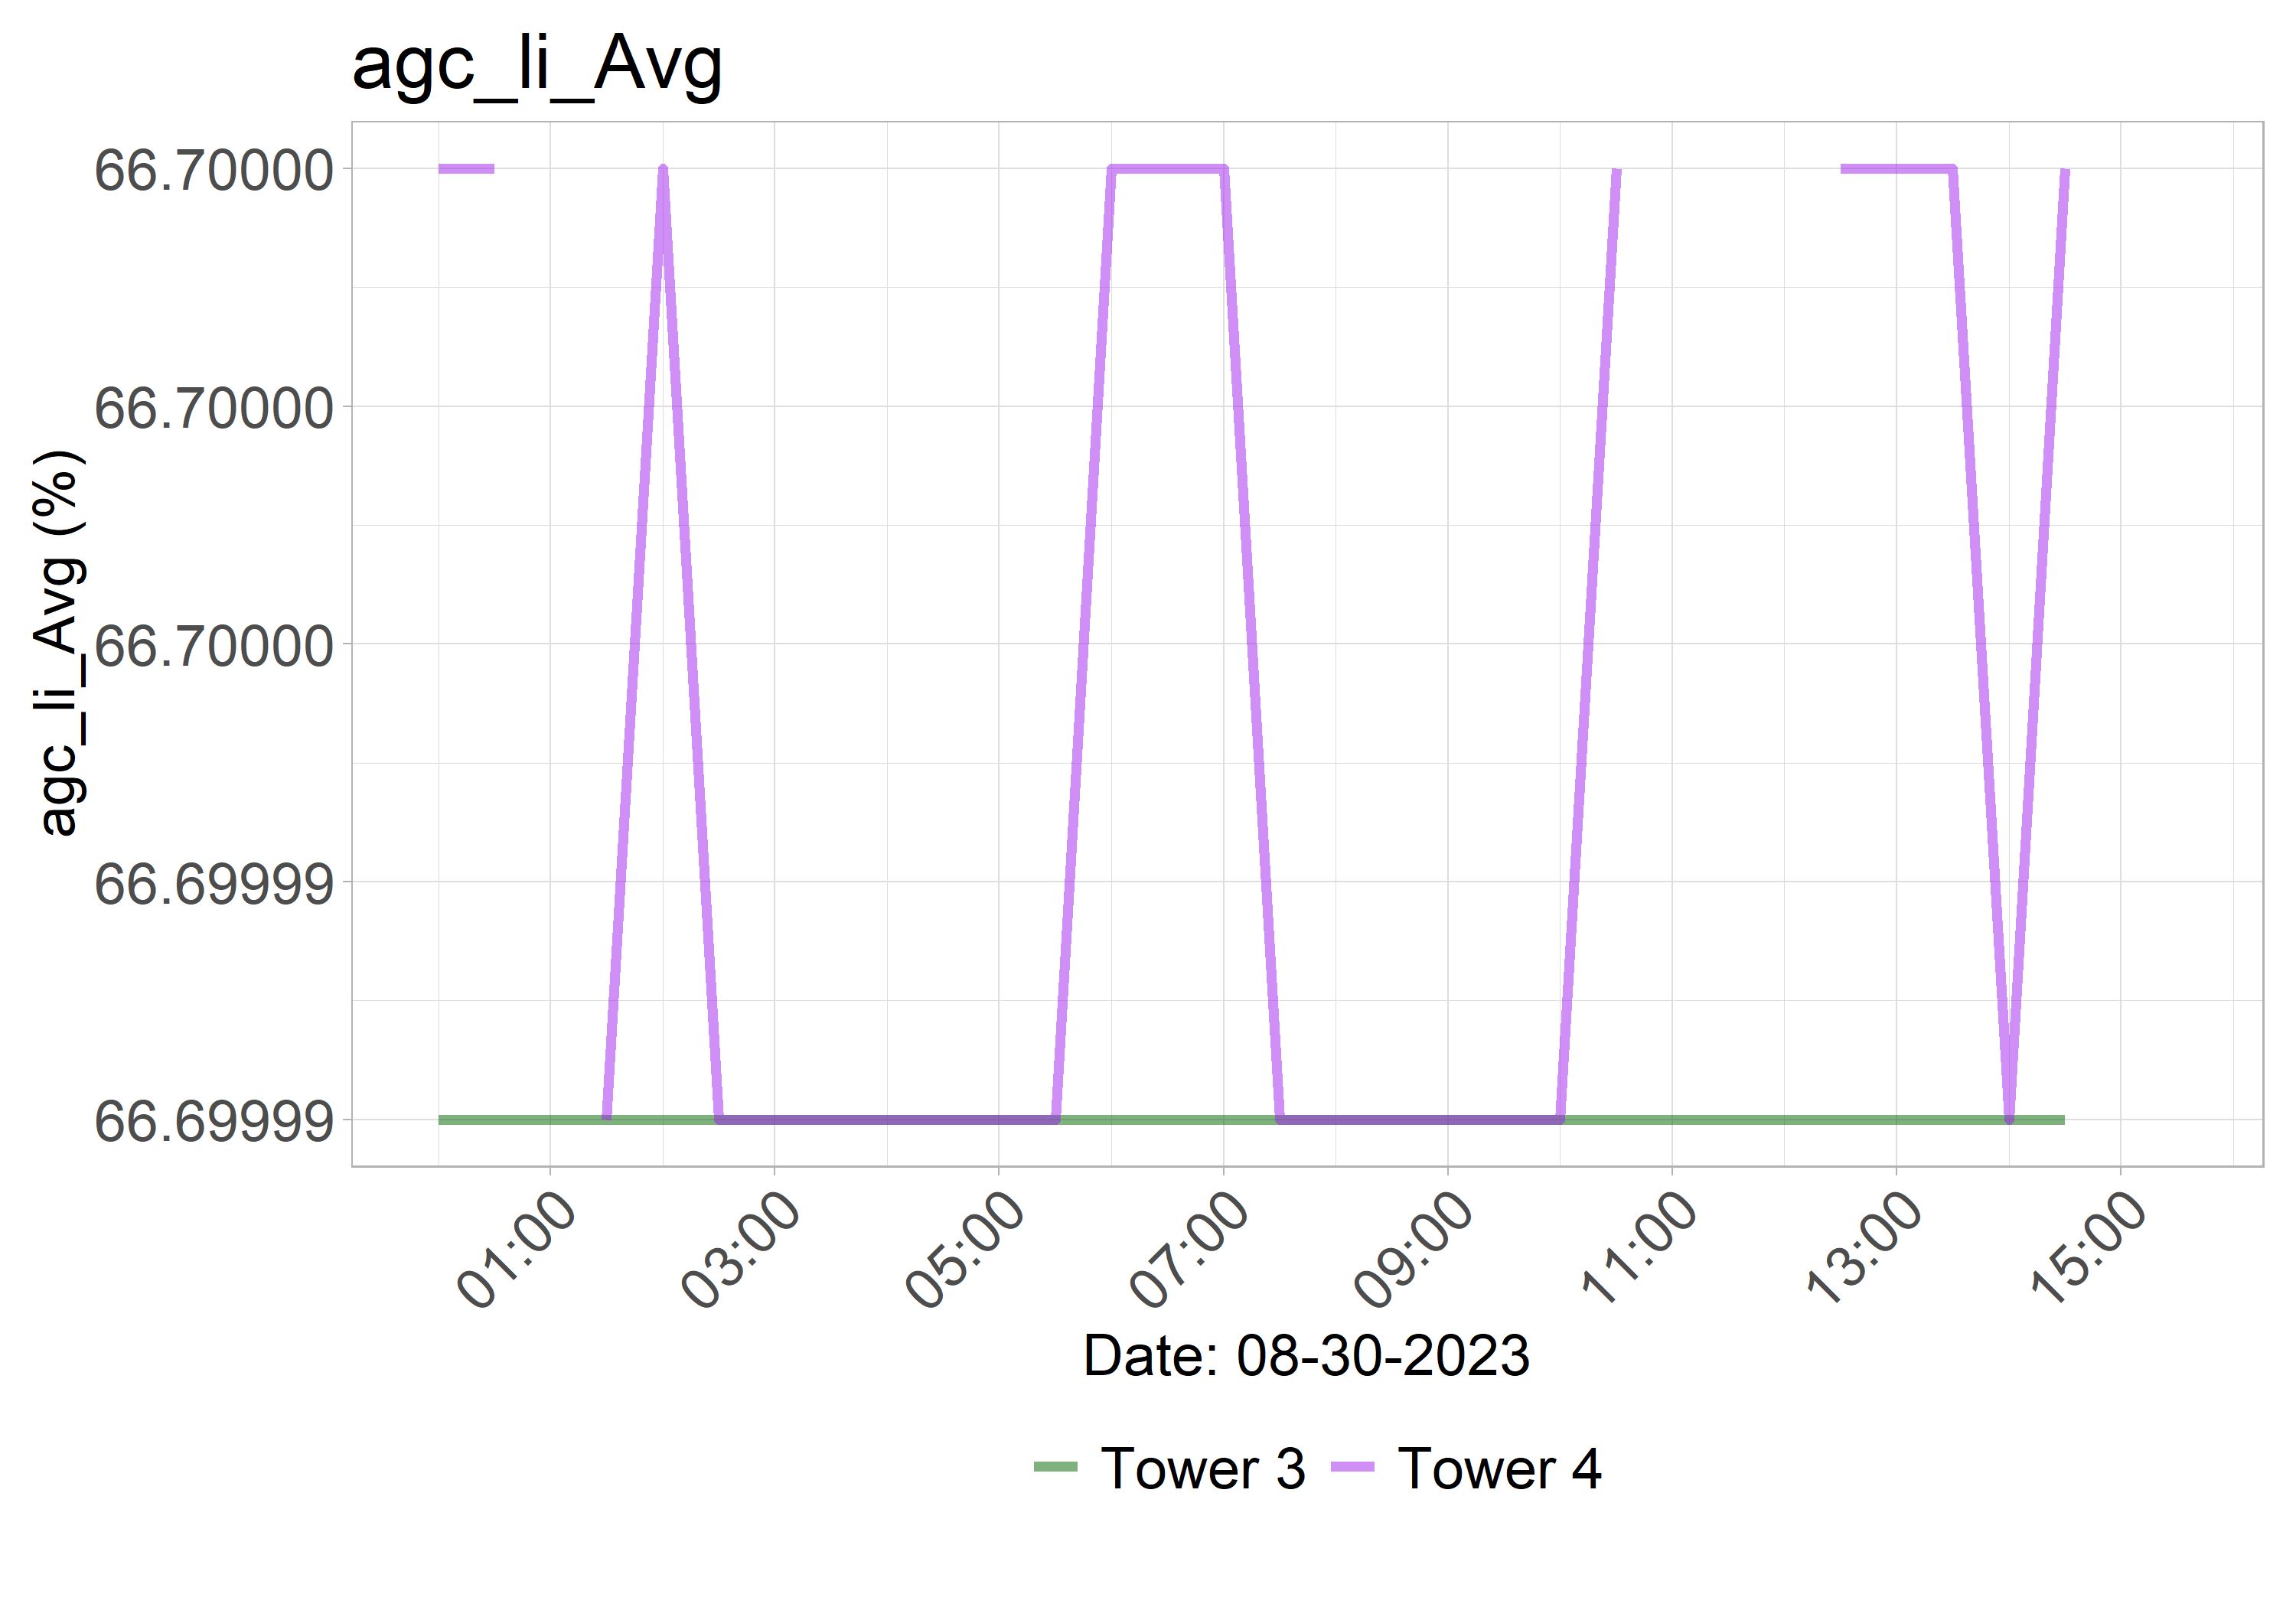 agc_li_Avg
agc_li_Avg (%)
66.70000
66.70000
66.70000
66.69999
66.69999
01:00
03:00
05:00
07:00
09:00
11:00
13:00
15:00
Date: 08-30-2023
Tower 3
Tower 4